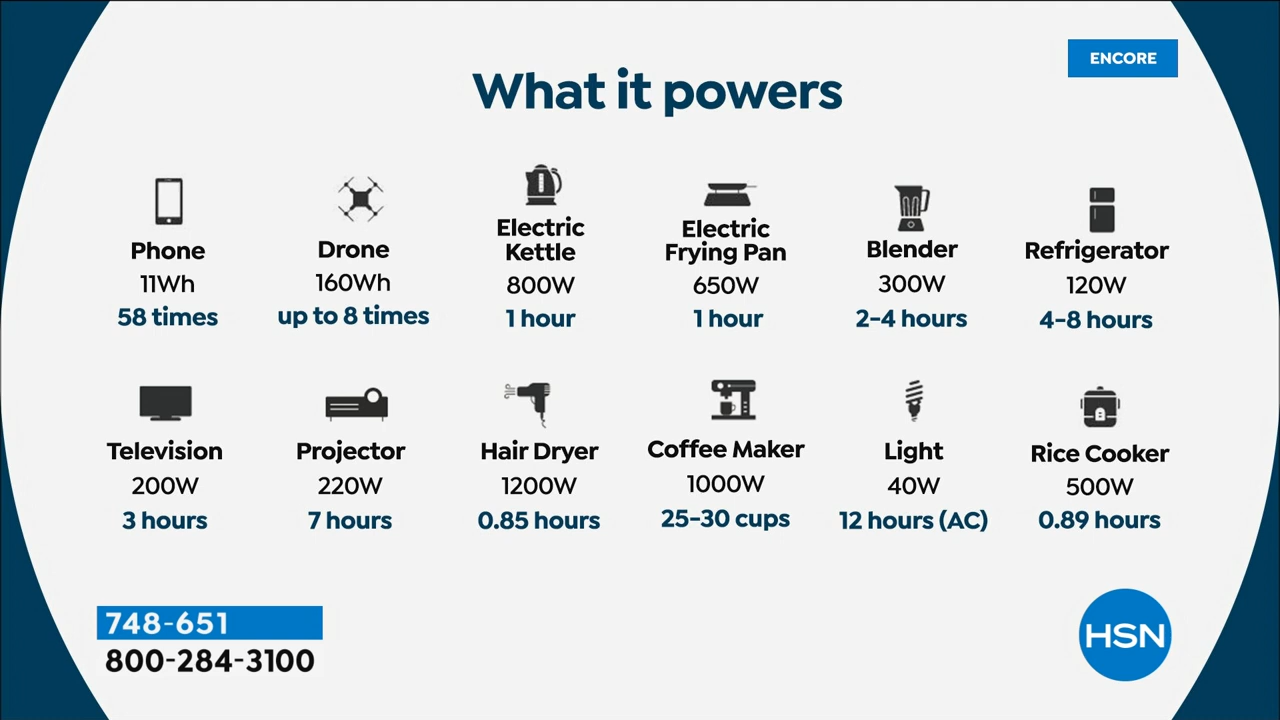 ENCORE
What it powers
Phone
11Wh
58 times
Drone
160Wh
up to 8 times
Electric
Kettle
800W
1 hour
Electric
Frying Pan
650W
1 hour
Blender
300W
2-4 hours
Refrigerator
120W
4-8 hours
Television
200W
3 hours
Projector
220W
7 hours
Hair Dryer
1200W
0.85 hours
Coffee Maker
1000W
25-30 cups
Light
40W
12 hours (AC)
Rice Cooker
500W
0.89 hours
748-651
800-284-3100
HSN